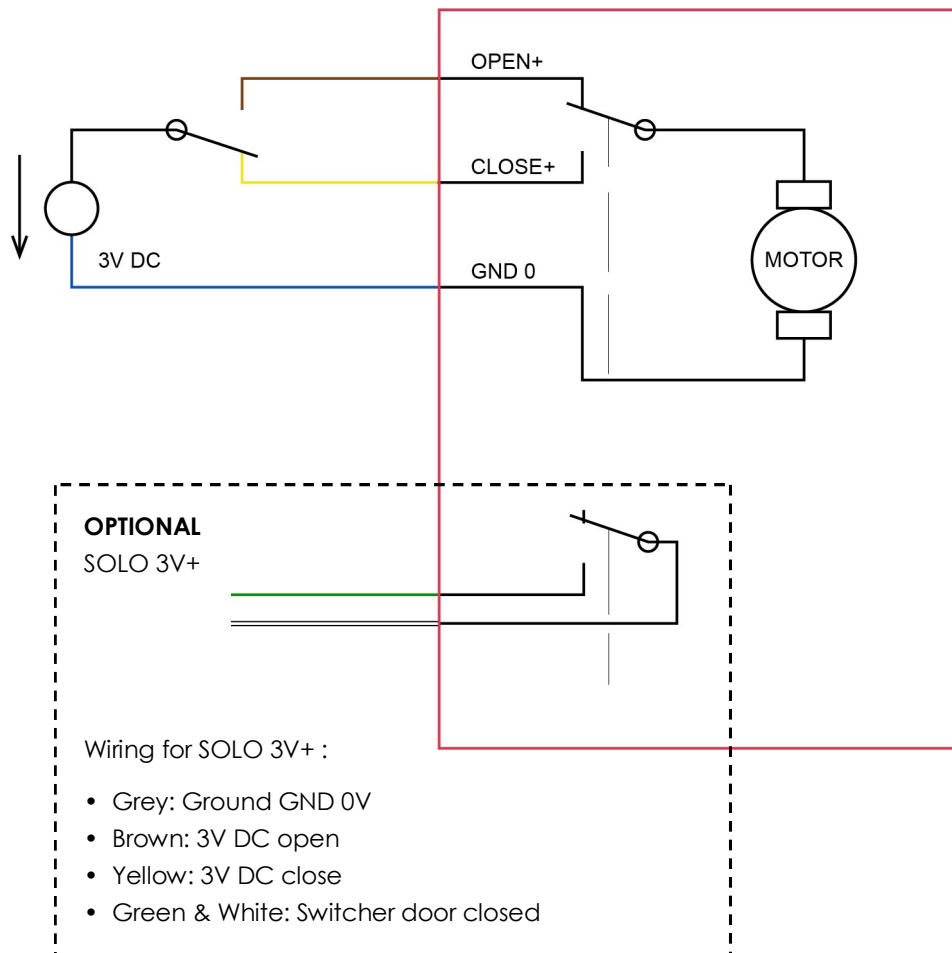 OPEN+
CLOSE+
3V DC
GND 0
MOTOR
OPTIONAL
SOLO 3V+
Wiring for SOLO 3V+ :
• Grey: Ground GND 0V
• Brown: 3V DC open
• Yellow: 3V DC close
• Green & White: Switcher door closed